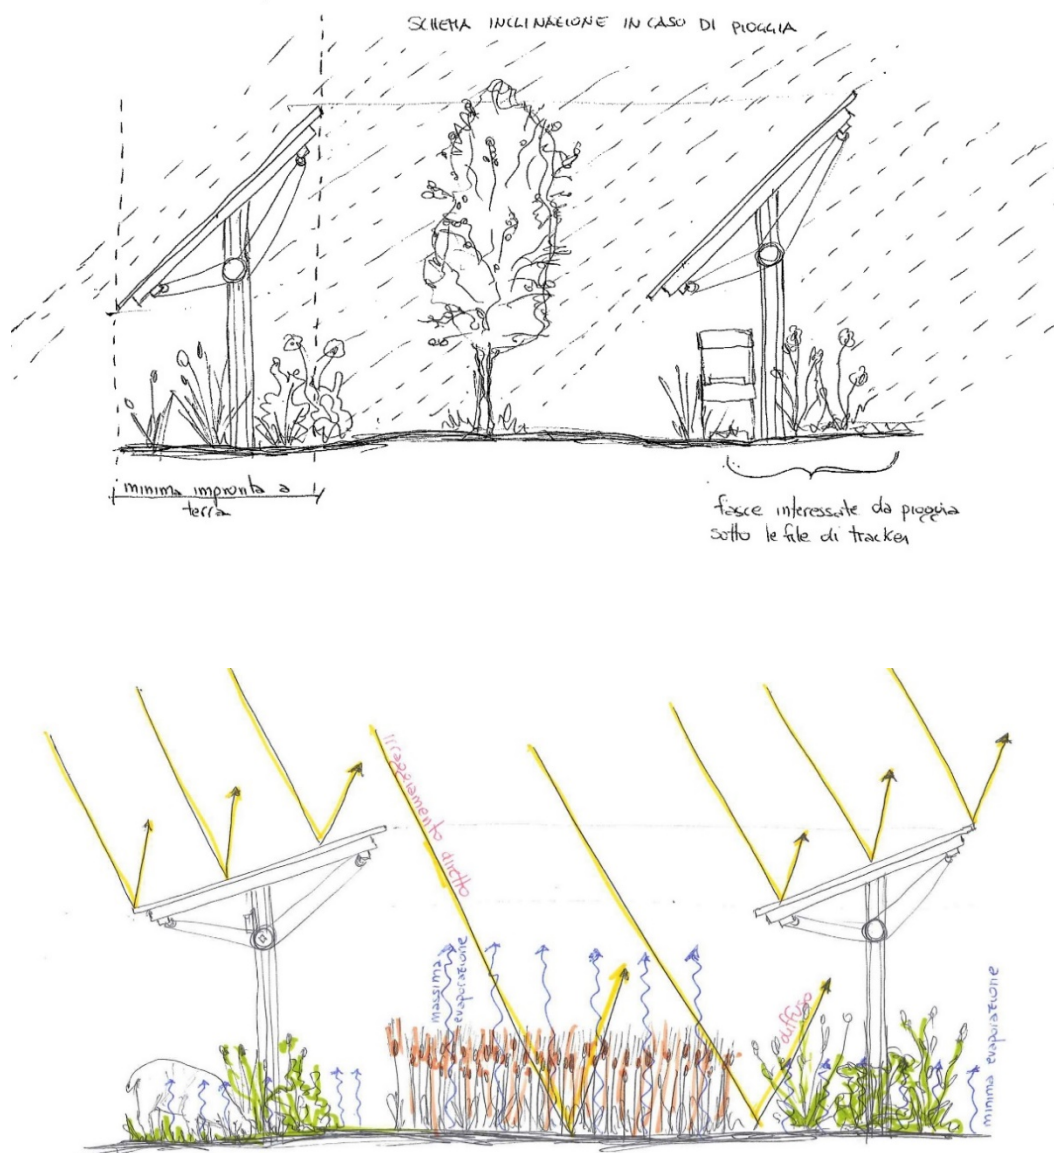 SCHEMA INCLINAZIONE IN CASO DI PIOGGIA
minima impronta a
terra
fasce interessate da pioggia
sotto le file di tracker
Irraggiamento diretto
massima
evaporazione
diffuso
minima evaporazione